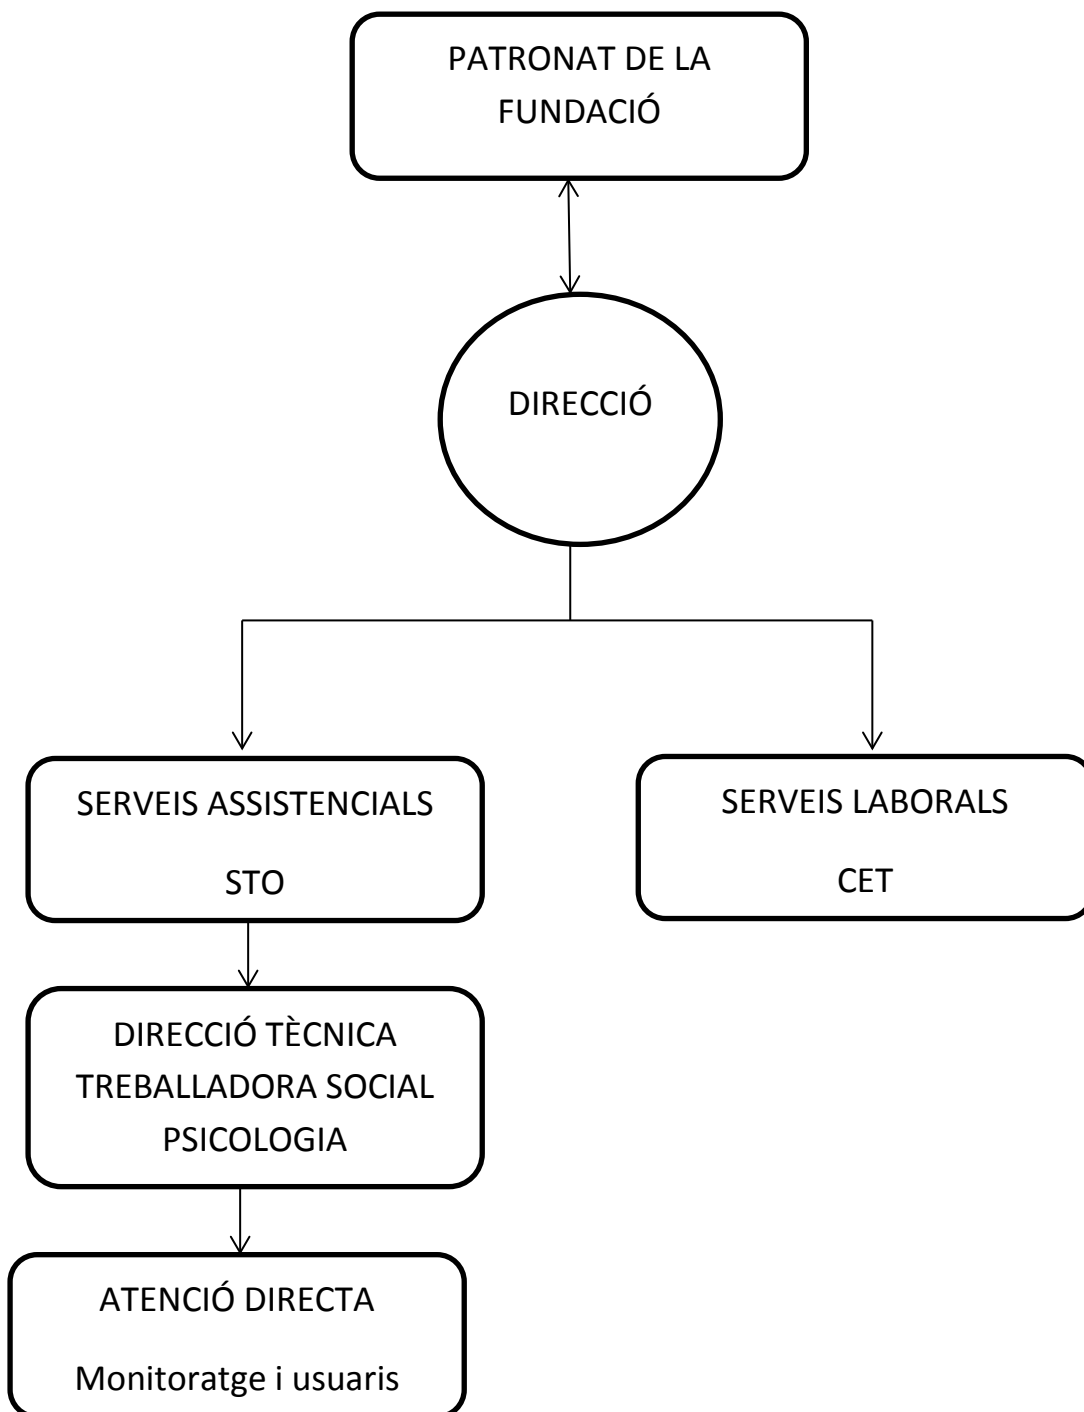 PATRONAT DE LA
FUNDACIÓ
DIRECCIÓ
SERVEIS ASSISTENCIALS
STO
SERVEIS LABORALS
CET
DIRECCIÓ TÈCNICA
TREBALLADORA SOCIAL
PSICOLOGIA
ATENCIÓ DIRECTA
Monitoratge i usuaris